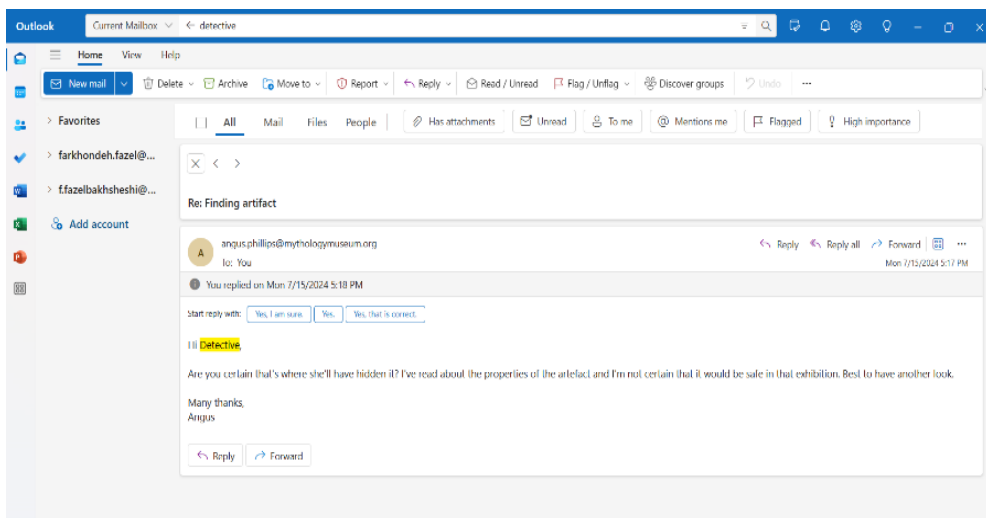 Outlook Current Mailbox detective
Home View Help
New mail Delete Archive Move to Report Reply Read / Unread Flag / Unflag Discover groups Undo ...
Favorites All Mail Files People Has attachments Unread To me @ Mentions me Flagged High importance
farkhondeh.fazel@...
f.fazelbakhsheshi@...
Re: Finding artifact
Add account
A angus.phillips@mythologymuseum.org Reply Reply all Forward ...
To: You Mon 7/15/2024 5:17 PM
You replied on Mon 7/15/2024 5:18 PM
Start reply with: Yes, I am sure. Yes. Yes, that is correct.
Hi Detective,
Are you certain that's where she'll have hidden it? I've read about the properties of the artefact and I'm not certain that it would be safe in that exhibition. Best to have another look.
Many thanks,
Angus
Reply Forward